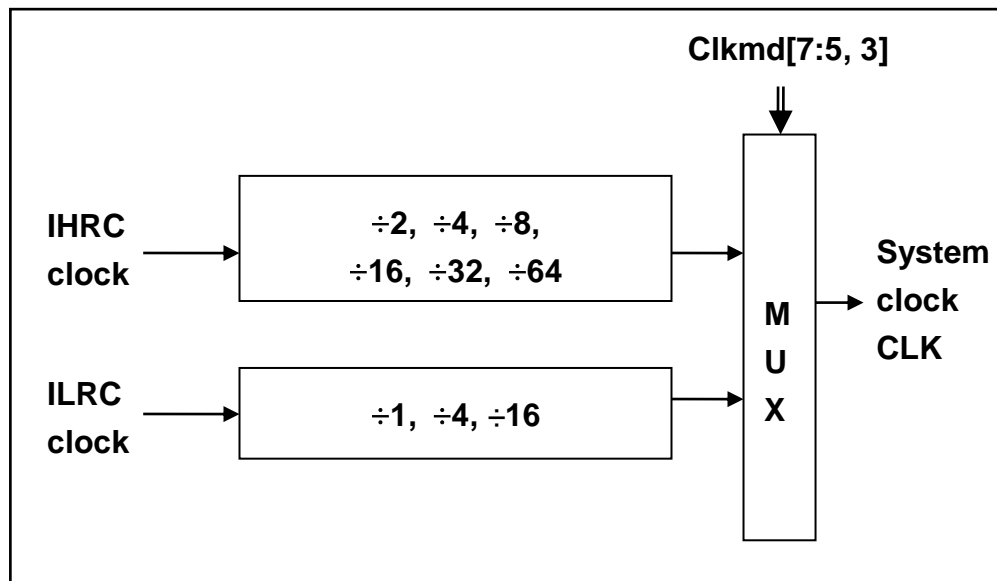 Clkmd[7:5, 3]
IHRC
clock
÷2, ÷4, ÷8,
÷16, ÷32, ÷64
ILRC
clock
÷1, ÷4, ÷16
M
U
X
System
clock
CLK